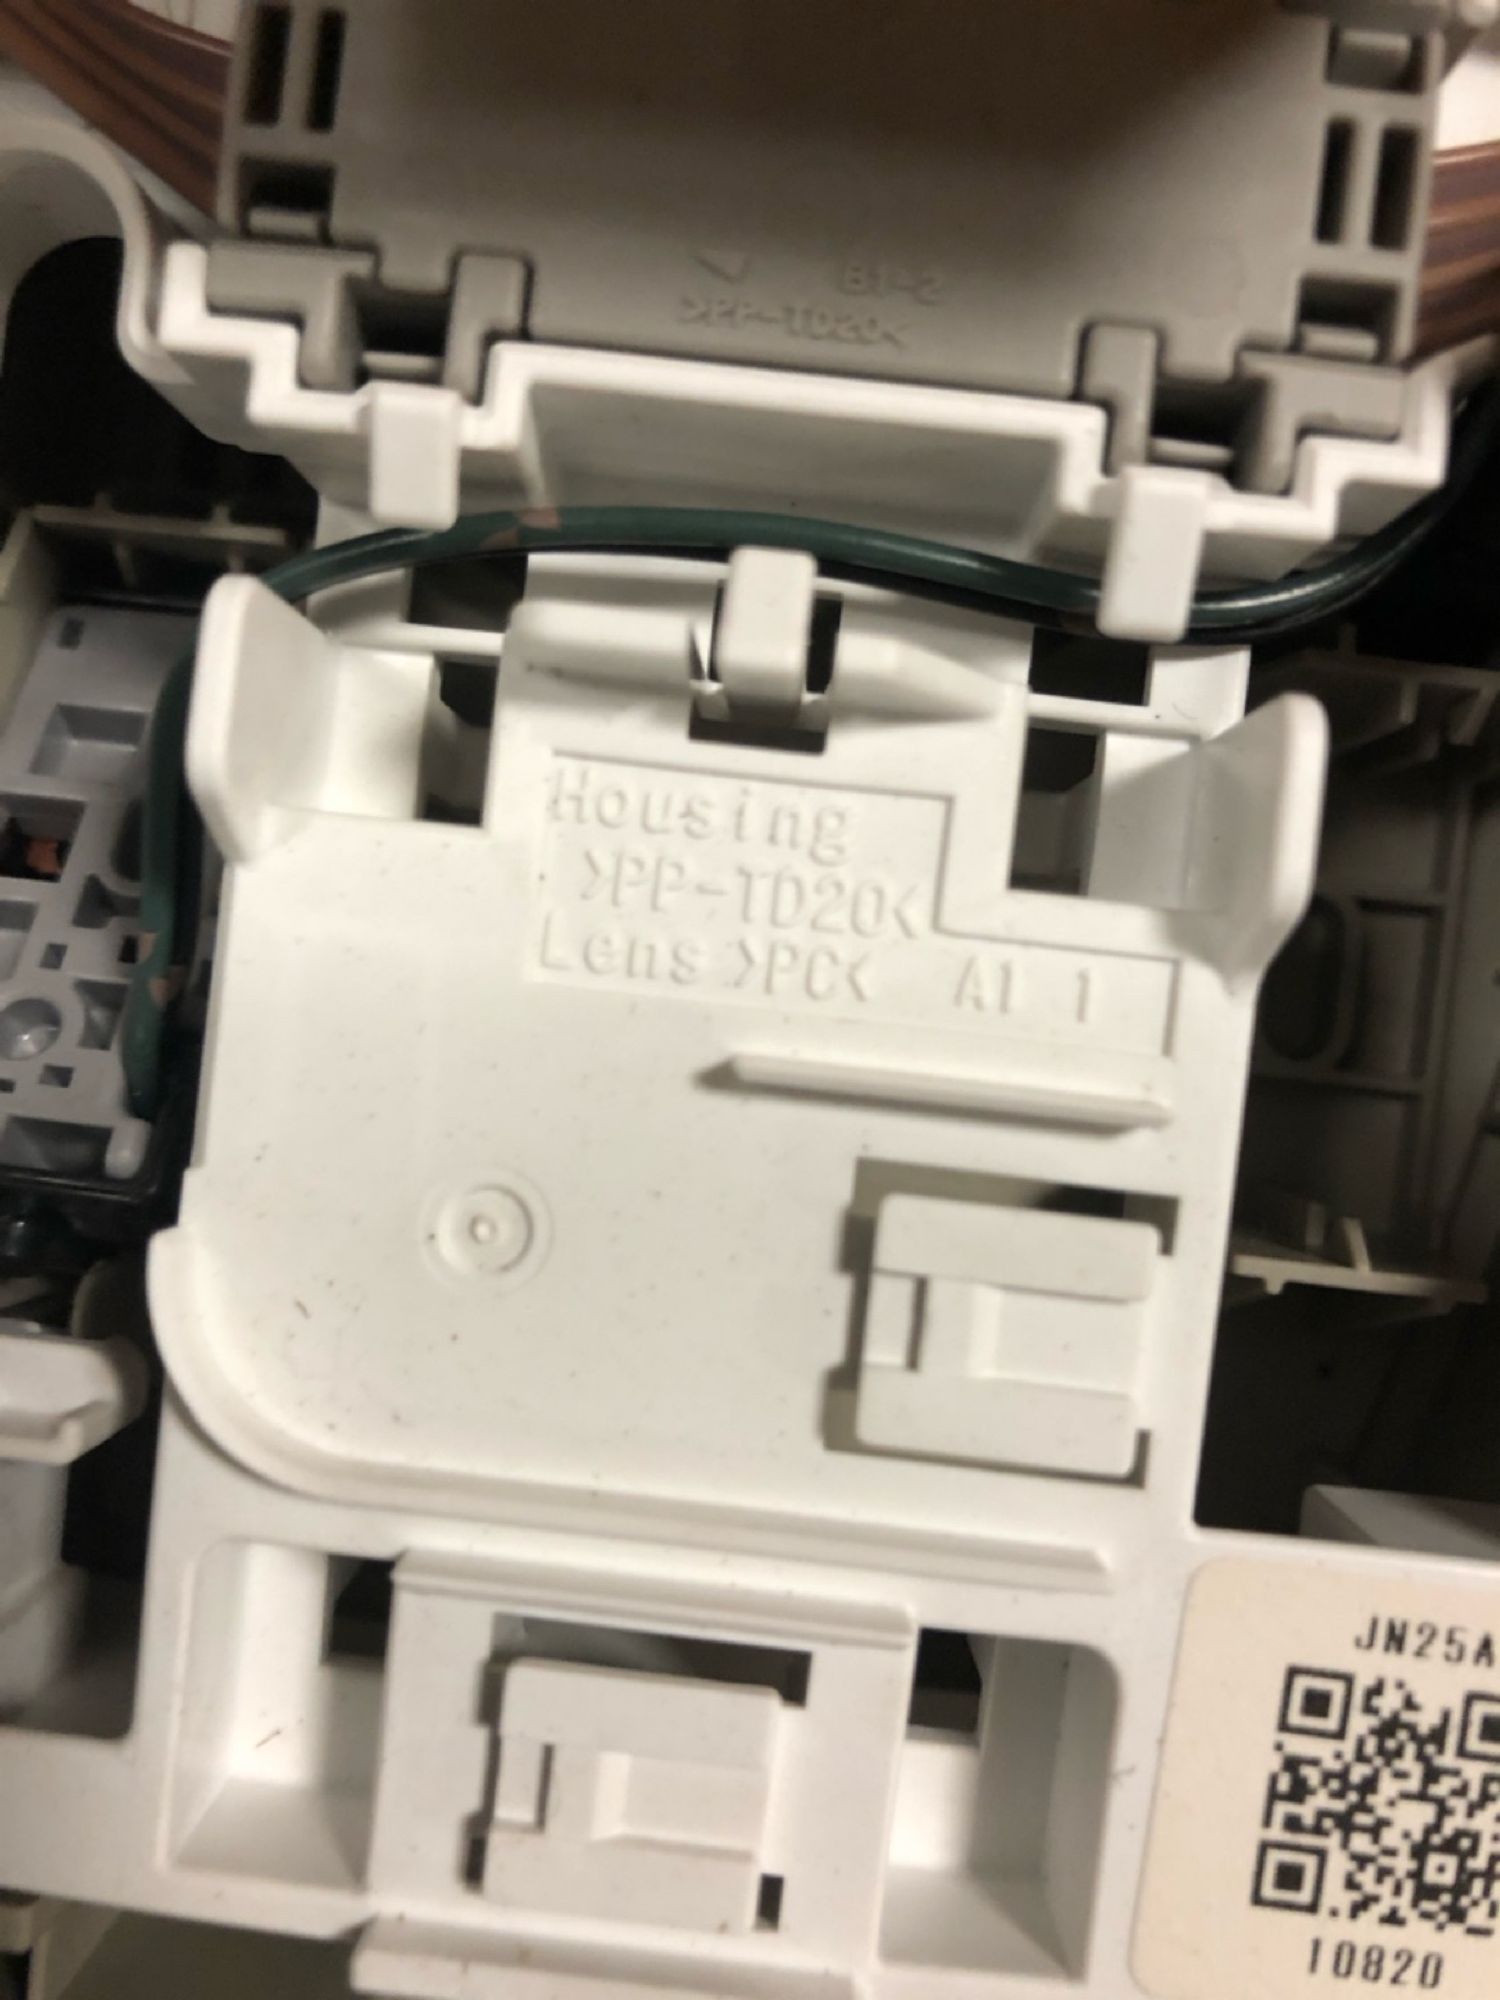 B1-2
>PP-TD20<
Housing
>PP-TD20<
Lens >PC< A1 1
JN25A
10820